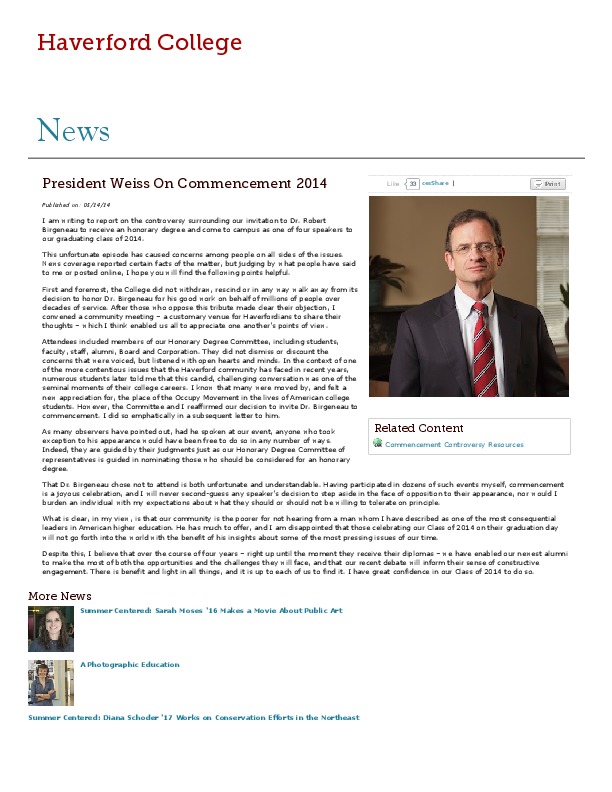 Haverford College
News
President Weiss On Commencement 2014
Published on: 05/14/14
I am writing to report on the controversy surrounding our invitation to Dr. Robert
Birgeneau to receive an honorary degree and come to campus as one of four speakers to
our graduating class of 2014.
This unfortunate episode has caused concerns among people on all sides of the issues.
News coverage reported certain facts of the matter, but judging by what people have said
to me or posted online, I hope you will find the following points helpful.
First and foremost, the College did not withdraw, rescind or in any way walk away from its
decision to honor Dr. Birgeneau for his good work on behalf of millions of people over
decades of service. After those who oppose this tribute made clear their objection, I
convened a community meeting – a customary venue for Haverfordians to share their
thoughts – which I think enabled us all to appreciate one another's points of view.
Attendees included members of our Honorary Degree Committee, including students,
faculty, staff, alumni, Board and Corporation. They did not dismiss or discount the
concerns that were voiced, but listened with open hearts and minds. In the context of one
of the more contentious issues that the Haverford community has faced in recent years,
numerous students later told me that this candid, challenging conversation was one of the
seminal moments of their college careers. I know that many were moved by, and felt a
new appreciation for, the place of the Occupy Movement in the lives of American college
students. However, the Committee and I reaffirmed our decision to invite Dr. Birgeneau to
commencement. I did so emphatically in a subsequent letter to him.
As many observers have pointed out, had he spoken at our event, anyone who took
exception to his appearance would have been free to do so in any number of ways.
Indeed, they are guided by their judgments just as our Honorary Degree Committee of
representatives is guided in nominating those who should be considered for an honorary
degree.
Like 33 cesShare |
Print
Related Content
Commencement Controversy Resources
That Dr. Birgeneau chose not to attend is both unfortunate and understandable. Having participated in dozens of such events myself, commencement
is a joyous celebration, and I will never second-guess any speaker's decision to step aside in the face of opposition to their appearance, nor would I
burden an individual with my expectations about what they should or should not be willing to tolerate on principle.
What is clear, in my view, is that our community is the poorer for not hearing from a man whom I have described as one of the most consequential
leaders in American higher education. He has much to offer, and I am disappointed that those celebrating our Class of 2014 on their graduation day
will not go forth into the world with the benefit of his insights about some of the most pressing issues of our time.
Despite this, I believe that over the course of four years – right up until the moment they receive their diplomas – we have enabled our newest alumni
to make the most of both the opportunities and the challenges they will face, and that our recent debate will inform their sense of constructive
engagement. There is benefit and light in all things, and it is up to each of us to find it. I have great confidence in our Class of 2014 to do so.
More News
Summer Centered: Sarah Moses '16 Makes a Movie About Public Art
A Photographic Education
Summer Centered: Diana Schoder '17 Works on Conservation Efforts in the Northeast